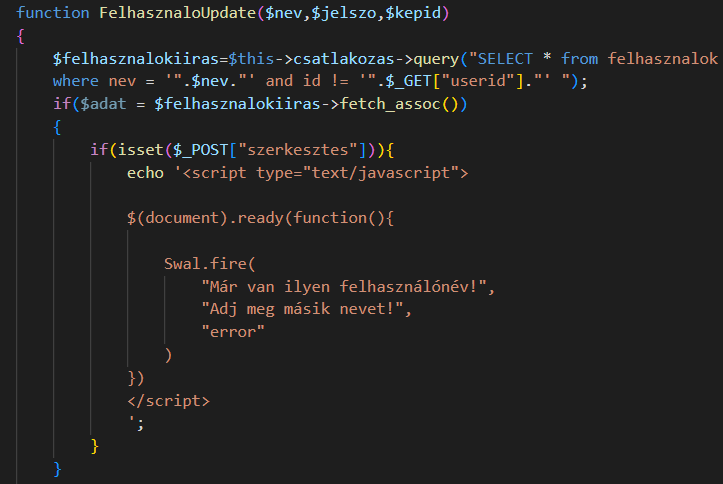 function FelhasznaloUpdate($nev,$jelszo,$kepid)
{
$felhasznalokiiras=$this->csatlakozas->query("SELECT * from felhasznalok
where nev = '".$nev."' and id != '".$_GET["userid"]."' ");
if($adat = $felhasznalokiiras->fetch_assoc())
{
if(isset($_POST["szerkesztes"])){
echo '<script type="text/javascript">
$(document).ready(function(){
Swal.fire(
"Már van ilyen felhasználónév!",
"Adj meg másik nevet!",
"error"
)
})
</script>
';
}
}